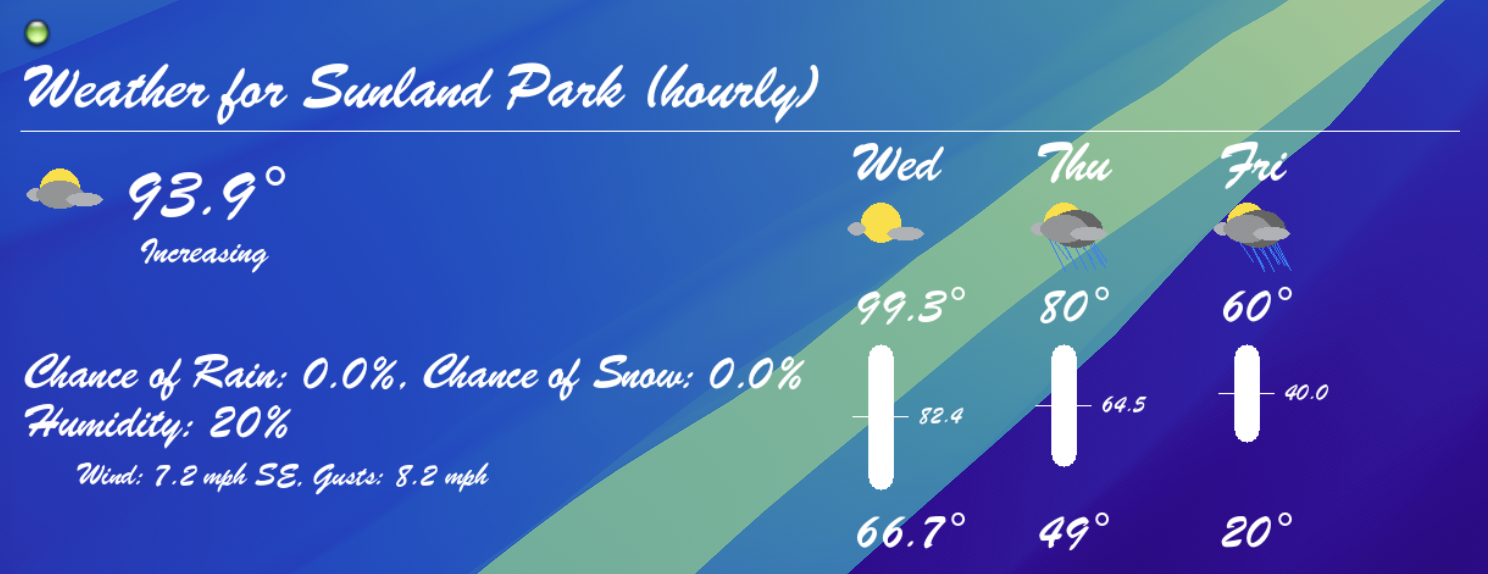 Weather for Sunland Park (hourly)
93.9°
Increasing
Chance of Rain: 0.0%, Chance of Snow: 0.0%
Humidity: 20%
Wind: 7.2 mph SE, Gusts: 8.2 mph
Wed Thu Fri
99.3° 80° 60°
82.4 64.5 40.0
66.7° 49° 20°